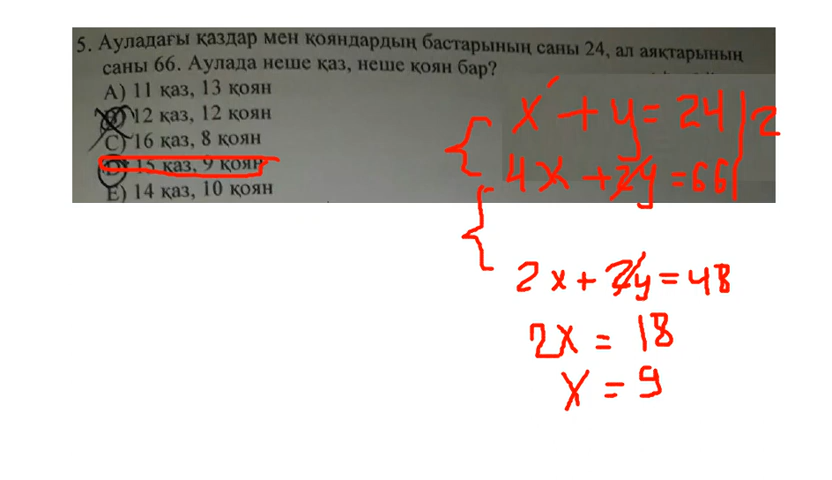 5. Ауладағы қаздар мен қояндардың бастарының саны 24, ал аяқтарының
саны 66. Аулада неше қаз, неше қоян бар?
A) 11 қаз, 13 қоян
B) 12 қаз, 12 қоян
C) 16 қаз, 8 қоян
D) 15 қаз, 9 қоян
E) 14 қаз, 10 қоян
x + y = 24 | 2
4x + 2y = 66 |
2x + 2y = 48
2x = 18
x = 9